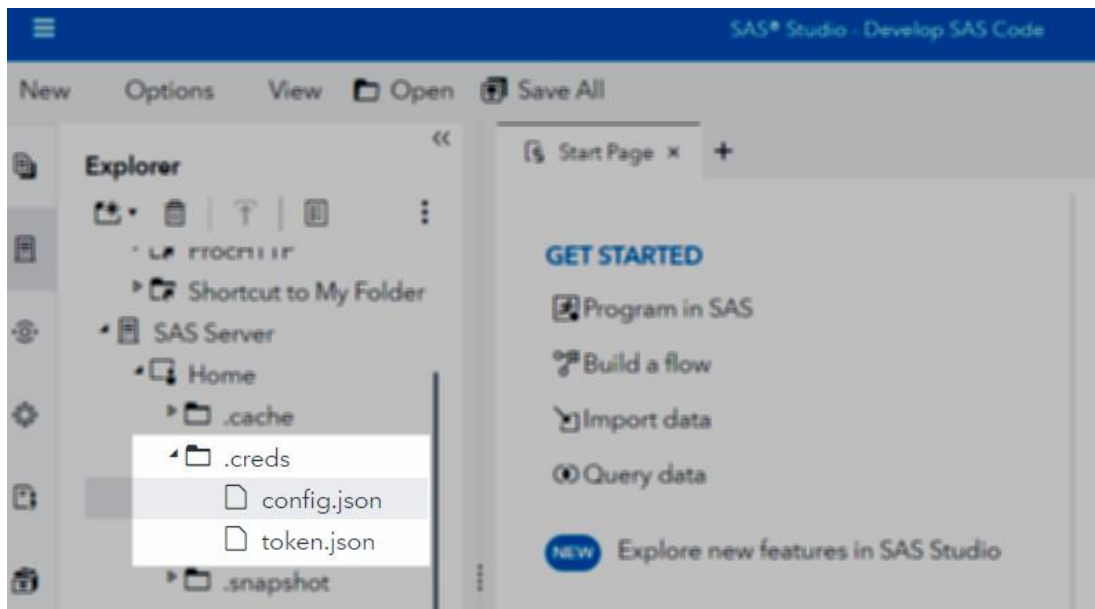 SAS® Studio - Develop SAS Code
New Options View Open Save All
Explorer
Start Page
ProcHTTP
Shortcut to My Folder
SAS Server
Home
.cache
.creds
config.json
token.json
.snapshot
GET STARTED
Program in SAS
Build a flow
Import data
Query data
NEW Explore new features in SAS Studio